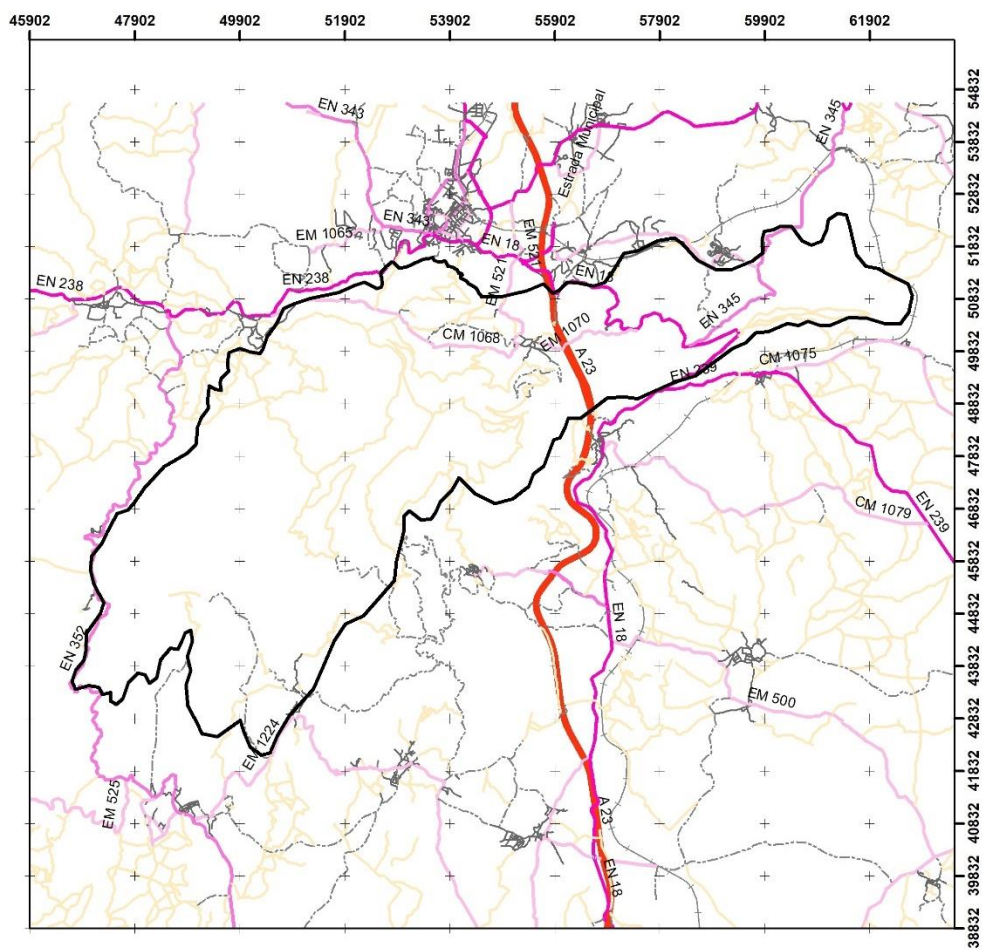 45902 47902 49902 51902 53902 55902 57902 59902 61902
54832
53832
52832
51832
50832
49832
48832
47832
46832
45832
44832
43832
42832
41832
40832
39832
38832
EN 343
Estrada Municipal
EN 345
EN 343
EM 1065
EN 18
EM 521
EN 238
EN 238
EM 521
EN 18
EN 345
CM 1068
EM 1070
A 23
CM 1075
EN 239
CM 1079
EN 239
EN 18
EN 352
EM 500
EM 1224
EM 525
A 23
EN 18